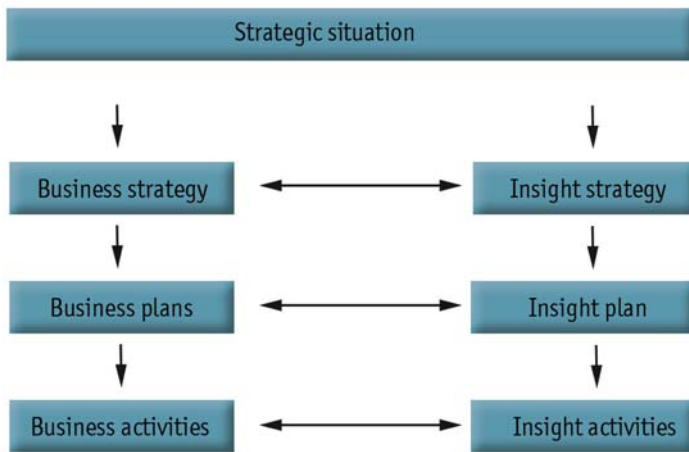 Strategic situation
Business strategy
Insight strategy
Business plans
Insight plan
Business activities
Insight activities